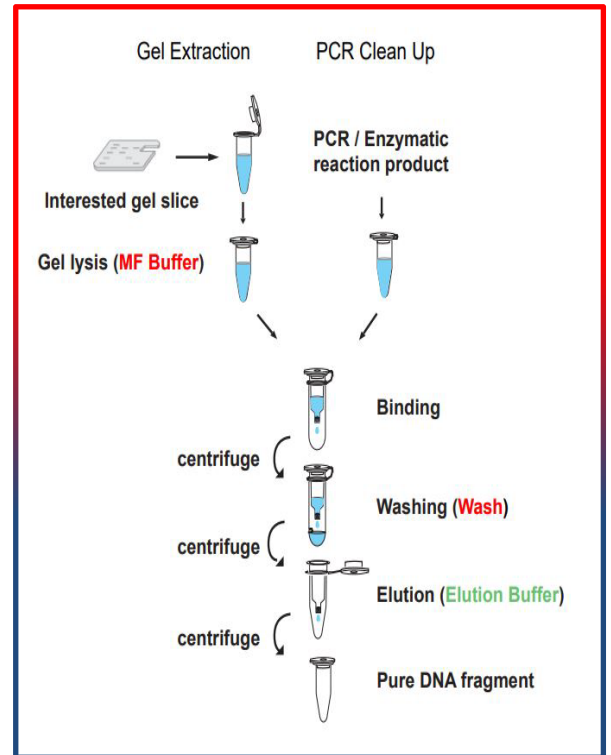 Gel Extraction
PCR Clean Up
Interested gel slice
PCR / Enzymatic
reaction product
Gel lysis (MF Buffer)
Binding
centrifuge
Washing (Wash)
centrifuge
Elution (Elution Buffer)
centrifuge
Pure DNA fragment